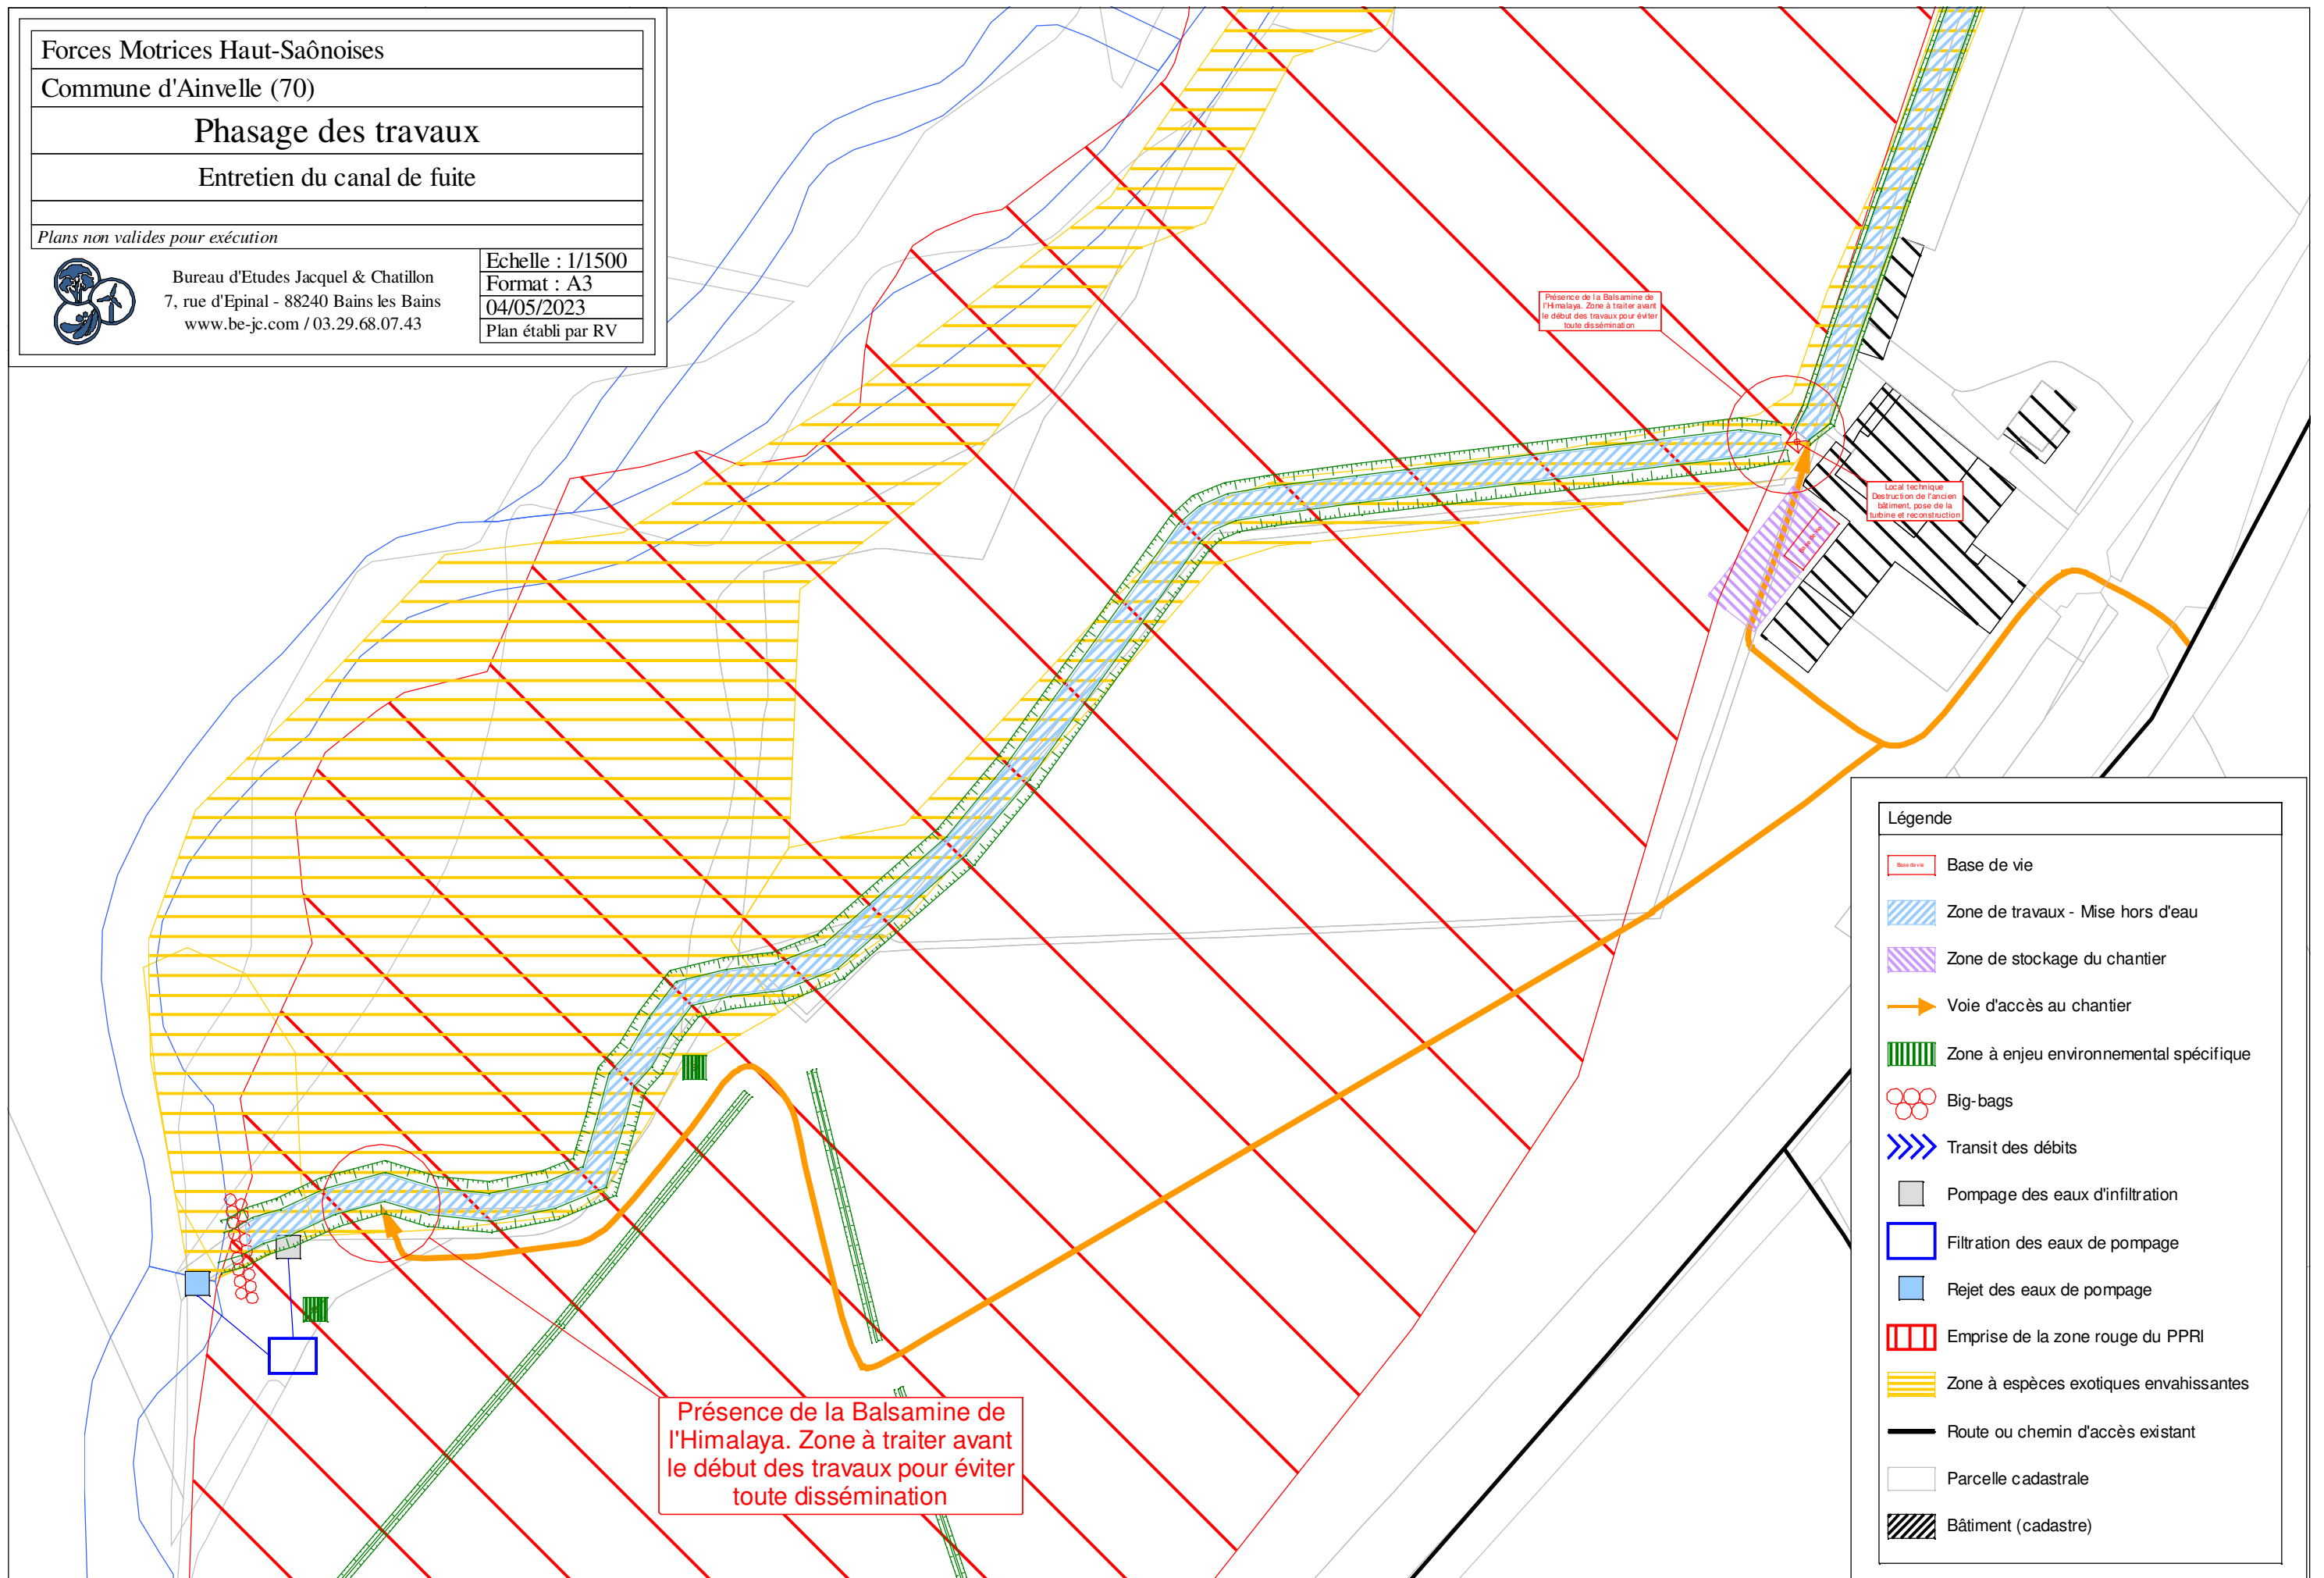 Forces Motrices Haut-Saônoises
Commune d'Ainvelle (70)
Phasage des travaux
Entretien du canal de fuite
Plans non valides pour exécution
Bureau d'Etudes Jacquel & Chatillon
7, rue d'Epinal - 88240 Bains les Bains
www.be-jc.com / 03.29.68.07.43
Echelle : 1/1500
Format : A3
04/05/2023
Plan établi par RV
Présence de la Balsamine de
l'Himalaya. Zone à traiter avant
le début des travaux pour éviter
toute dissémination
Local technique
Destruction de l'ancien
bâtiment, pose de la
turbine et reconstruction
Présence de la Balsamine de
l'Himalaya. Zone à traiter avant
le début des travaux pour éviter
toute dissémination
Légende
Base de vie
Base de vie
Zone de travaux - Mise hors d'eau
Zone de stockage du chantier
Voie d'accès au chantier
Zone à enjeu environnemental spécifique
Big-bags
Transit des débits
Pompage des eaux d'infiltration
Filtration des eaux de pompage
Rejet des eaux de pompage
Emprise de la zone rouge du PPRI
Zone à espèces exotiques envahissantes
Route ou chemin d'accès existant
Parcelle cadastrale
Bâtiment (cadastre)